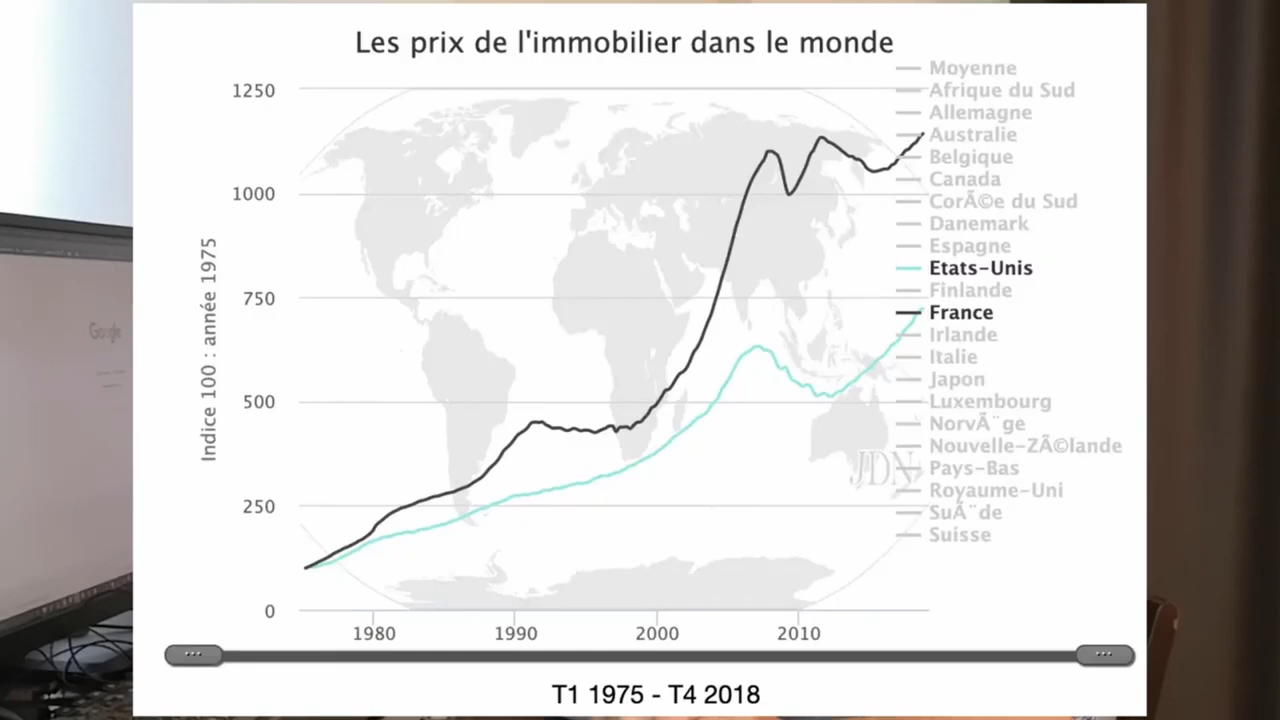 Les prix de l'immobilier dans le monde
Moyenne
Afrique du Sud
Allemagne
Australie
Belgique
Canada
CorÃ©e du Sud
Danemark
Espagne
Etats-Unis
Finlande
France
Irlande
Italie
Japon
Luxembourg
NorvÃ¨ge
Nouvelle-ZÃ©lande
Pays-Bas
Royaume-Uni
SuÃ¨de
Suisse
1250
1000
750
500
250
0
Indice 100 : année 1975
1980
1990
2000
2010
JDN
Google
T1 1975 - T4 2018